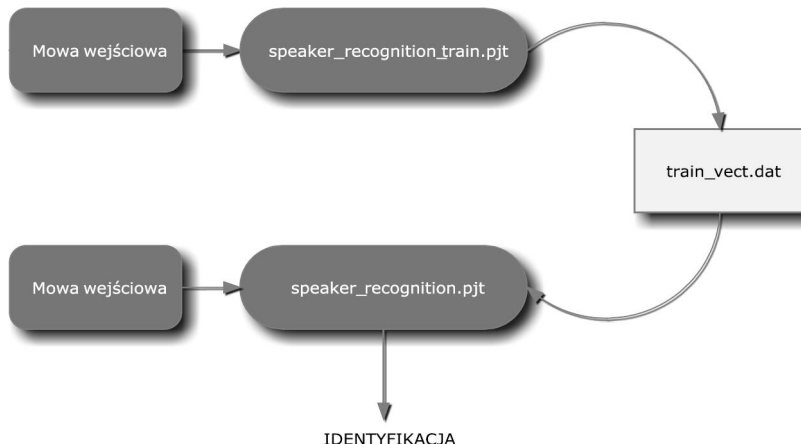 Mowa wejściowa
speaker_recognition_train.pjt
train_vect.dat
Mowa wejściowa
speaker_recognition.pjt
IDENTYFIKACJA